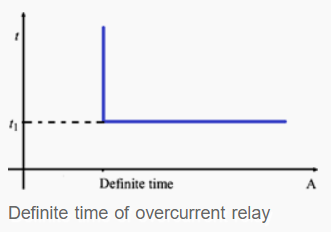 t
t1
Definite time A
Definite time of overcurrent relay